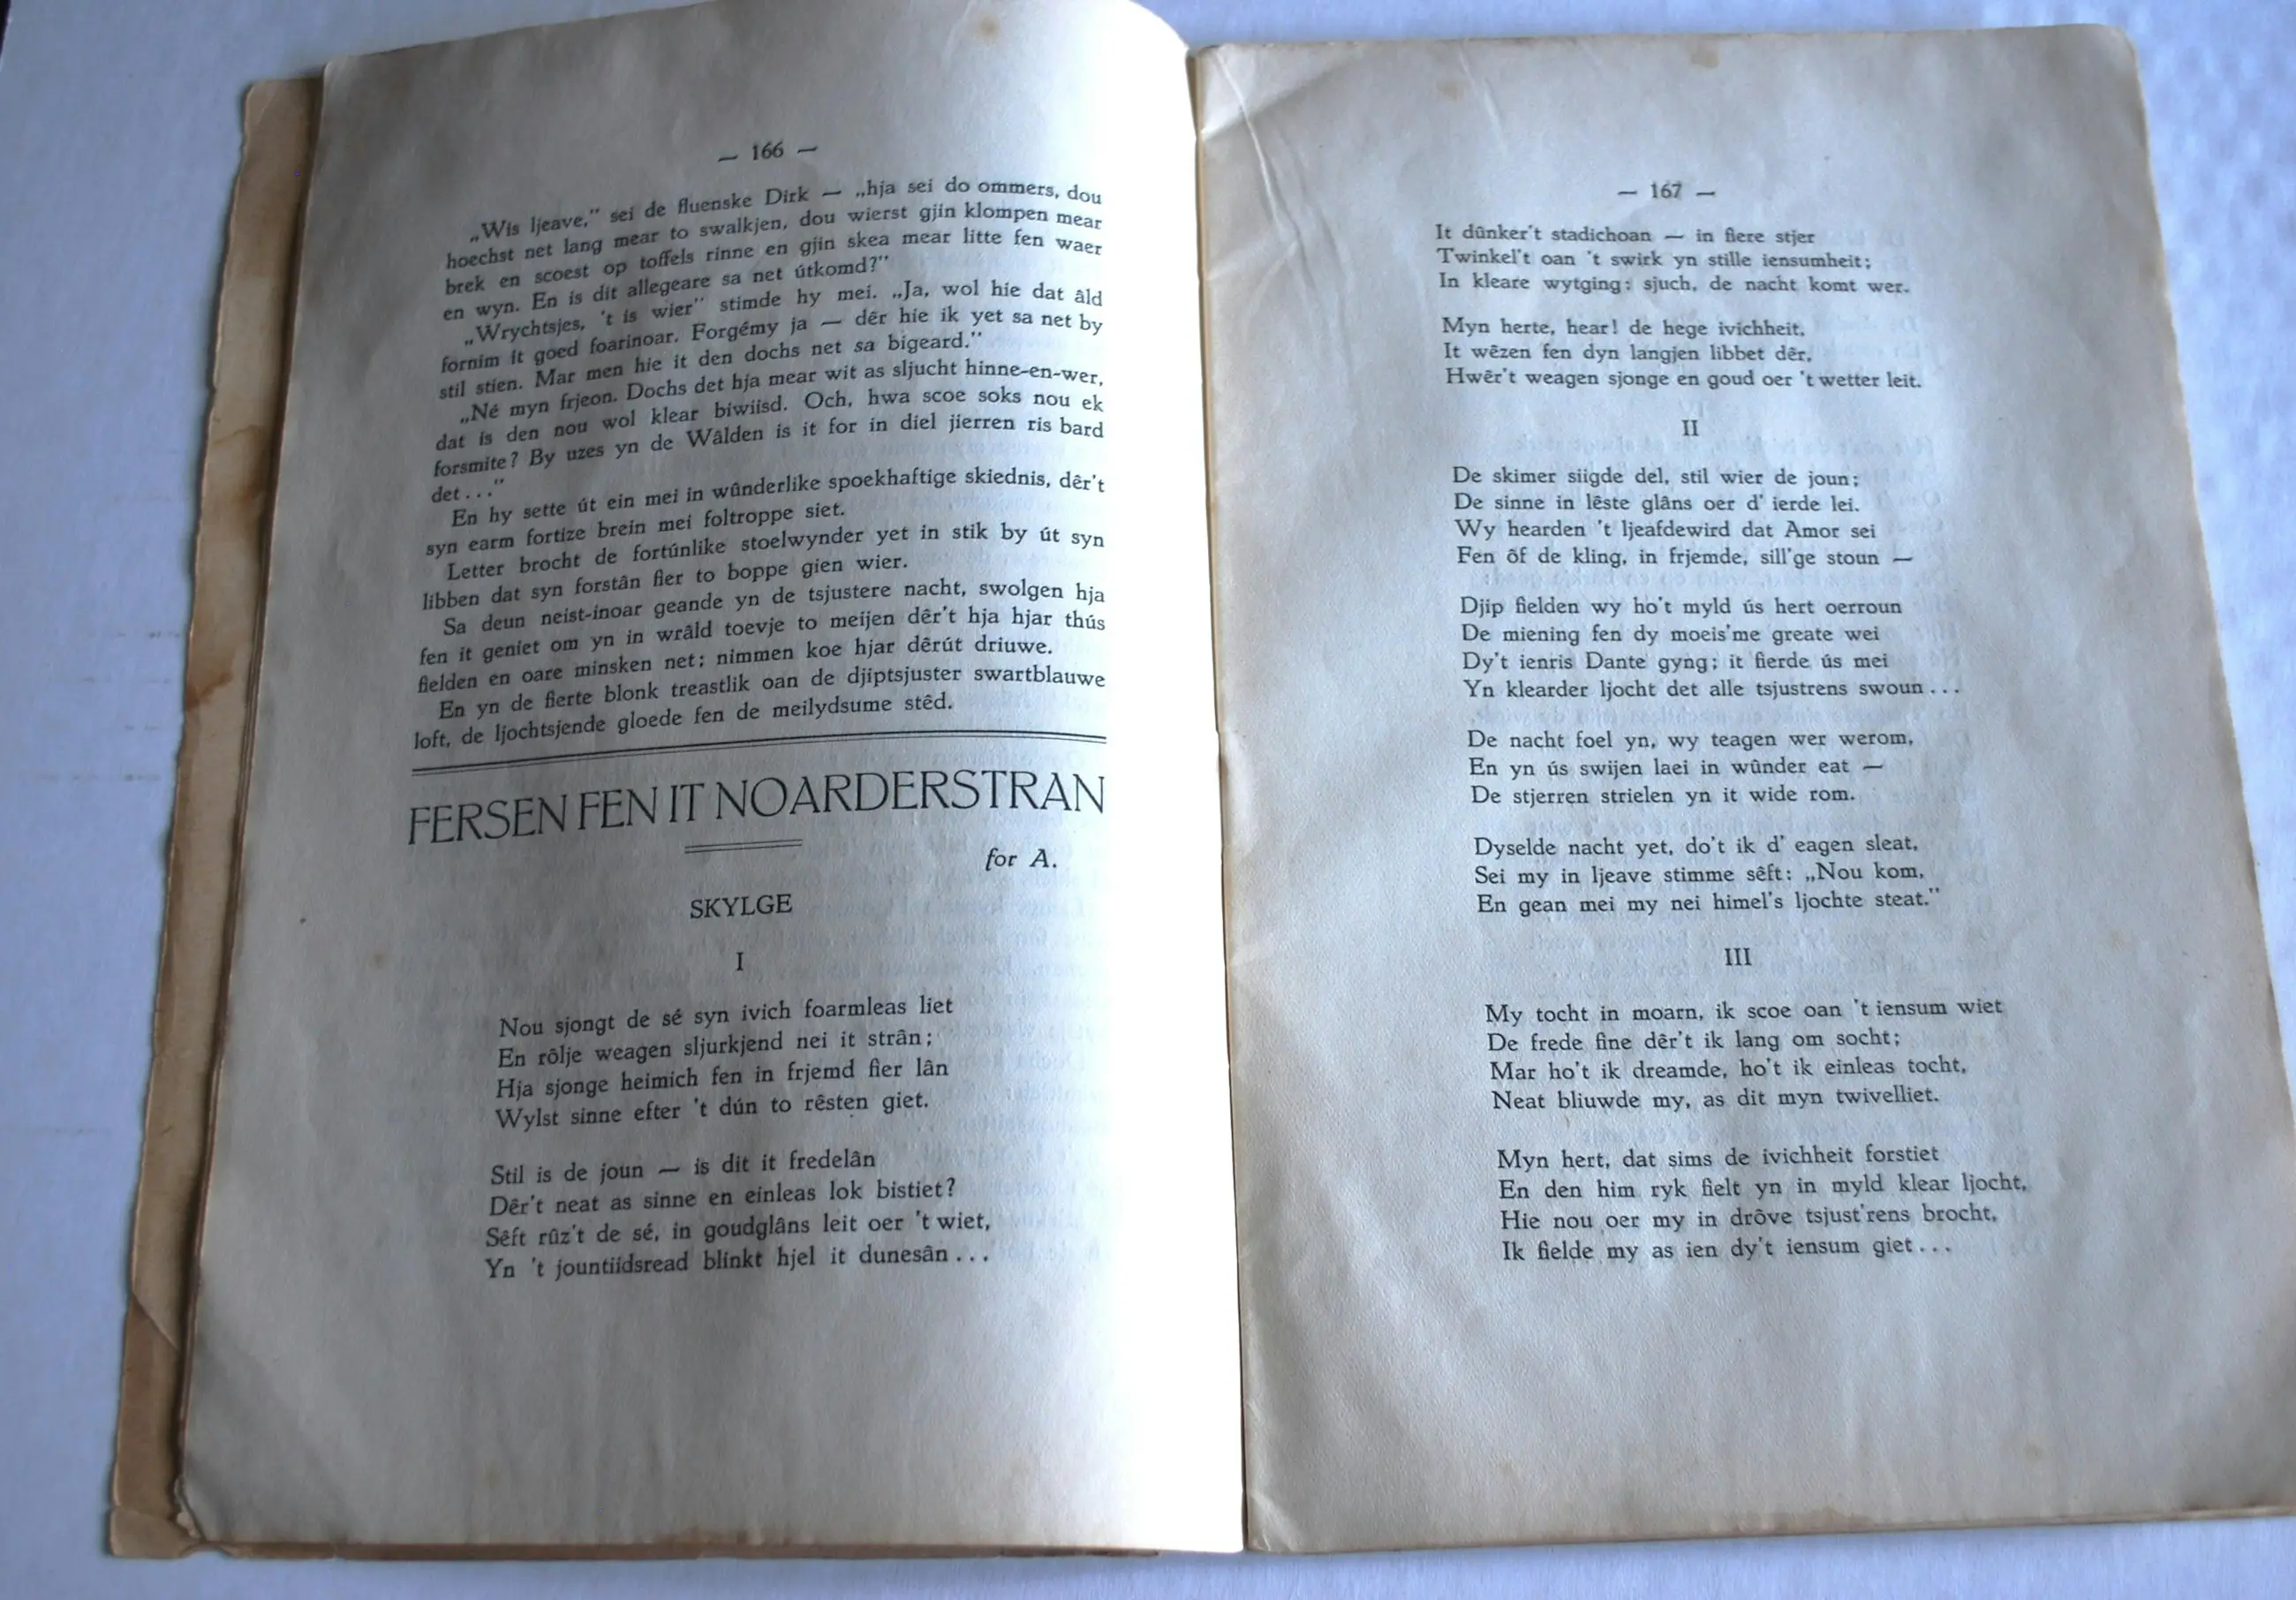 — 166 —
„Wis ljeave,” sei de fluenske Dirk — „hja sei do ommers, dou
hoechst net lang mear to swalkjen, dou wierst gjin klompen mear
brek en scoest op toffels rinne en gjin skea mear litte fen waer
en wyn. En is dit allegeare sa net útkomd?”
„Wrychtsjes, 't is wier” stimde hy mei. „Ja, wol hie dat âld
fornim it goed foarinoar. Forgémy ja — dêr hie ik yet sa net by
stil stien. Mar men hie it den dochs net sa bigeard.”
„Né myn frjeon. Dochs det hja mear wit as sljucht hinne-en-wer,
dat is den nou wol klear biwiisd. Och, hwa scoe soks nou ek
forsmite? By uzes yn de Wâlden is it for in diel jierren ris bard
det...”
En hy sette út ein mei in wûnderlike spoekhaftige skiednis, dêr't
syn earm fortize brein mei foltroppe siet.
Letter brocht de fortúnlike stoelwynder yet in stik by út syn
libben dat syn forstân fier to boppe gien wier.
Sa deun neist-inoar geande yn de tsjustere nacht, swolgen hja
fen it geniet om yn in wrâld toevje to meijen dêr't hja hjar thús
fielden en oare minsken net; nimmen koe hjar dêrút driuwe.
En yn de fierte blonk treastlik oan de djiptsjuster swartblauwe
loft, de ljochtsjende gloede fen de meilydsume stêd.
FERSEN FEN IT NOARDERSTRAN
for A.
SKYLGE
I
Nou sjongt de sé syn ivich foarmleas liet
En rôlje weagen sljurkjend nei it strân;
Hja sjonge heimich fen in frjemd fier lân
Wylst sinne efter 't dún to rêsten giet.
Stil is de joun — is dit it fredelân
Dêr't neat as sinne en einleas lok bistiet?
Sêft rûz't de sé, in goudglâns leit oer 't wiet,
Yn 't jountiidsread blinkt hjel it dunesân...
— 167 —
It dûnker't stadichoan — in fiere stjer
Twinkel't oan 't swirk yn stille iensumheit;
In kleare wytging: sjuch, de nacht komt wer.
Myn herte, hear! de hege ivichheit,
It wêzen fen dyn langjen libbet dêr,
Hwêr't weagen sjonge en goud oer 't wetter leit.
II
De skimer siigde del, stil wier de joun;
De sinne in lêste glâns oer d' ierde lei.
Wy hearden 't ljeafdewird dat Amor sei
Fen ôf de kling, in frjemde, sill'ge stoun —
Djip fielden wy ho't myld ús hert oerroun
De miening fen dy moeis'me greate wei
Dy't ienris Dante gyng; it fierde ús mei
Yn klearder ljocht det alle tsjustrens swoun...
De nacht foel yn, wy teagen wer werom,
En yn ús swijen laei in wûnder eat —
De stjerren strielen yn it wide rom.
Dyselde nacht yet, do't ik d' eagen sleat,
Sei my in ljeave stimme sêft: „Nou kom,
En gean mei my nei himel's ljochte steat.”
III
My tocht in moarn, ik scoe oan 't iensum wiet
De frede fine dêr't ik lang om socht;
Mar ho't ik dreamde, ho't ik einleas tocht,
Neat bliuwde my, as dit myn twivelliet.
Myn hert, dat sims de ivichheit forstiet
En den him ryk fielt yn in myld klear ljocht,
Hie nou oer my in drôve tsjust'rens brocht,
Ik fielde my as ien dy't iensum giet...